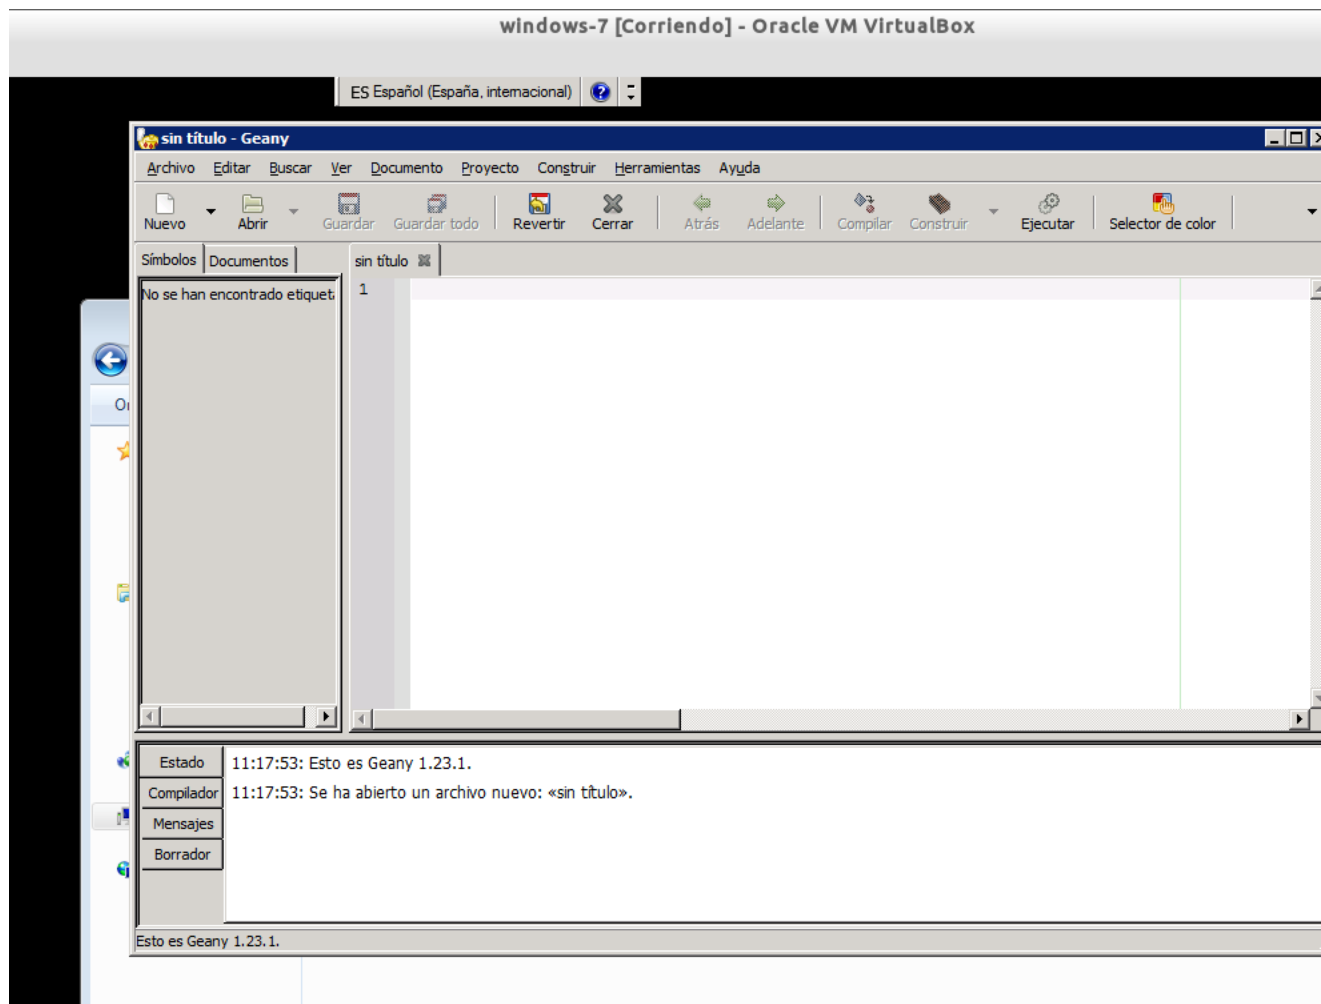 windows-7 [Corriendo] - Oracle VM VirtualBox
ES Español (España, internacional)
sin título - Geany
Archivo Editar Buscar Ver Documento Proyecto Construir Herramientas Ayuda
Nuevo Abrir Guardar Guardar todo Revertir Cerrar Atrás Adelante Compilar Construir Ejecutar Selector de color
Símbolos Documentos sin título
No se han encontrado etiqueta
1
Or
Estado 11:17:53: Esto es Geany 1.23.1.
Compilador 11:17:53: Se ha abierto un archivo nuevo: «sin título».
Mensajes
Borrador
Esto es Geany 1.23.1.